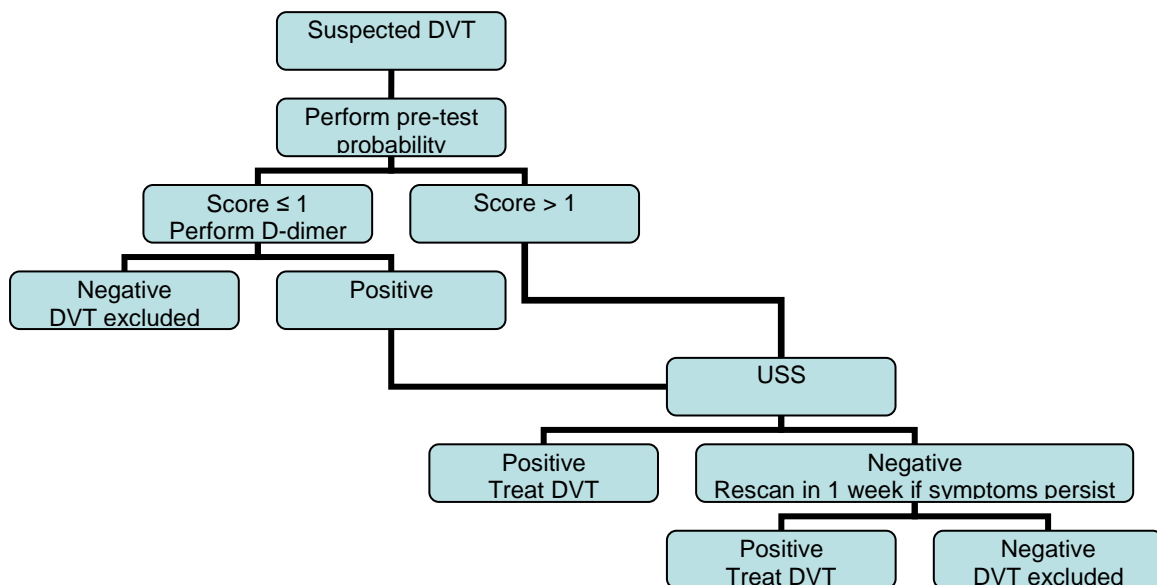 Suspected DVT
Perform pre-test
probability
Score ≤ 1
Perform D-dimer
Score > 1
Negative
DVT excluded
Positive
USS
Positive
Treat DVT
Negative
Rescan in 1 week if symptoms persist
Positive
Treat DVT
Negative
DVT excluded